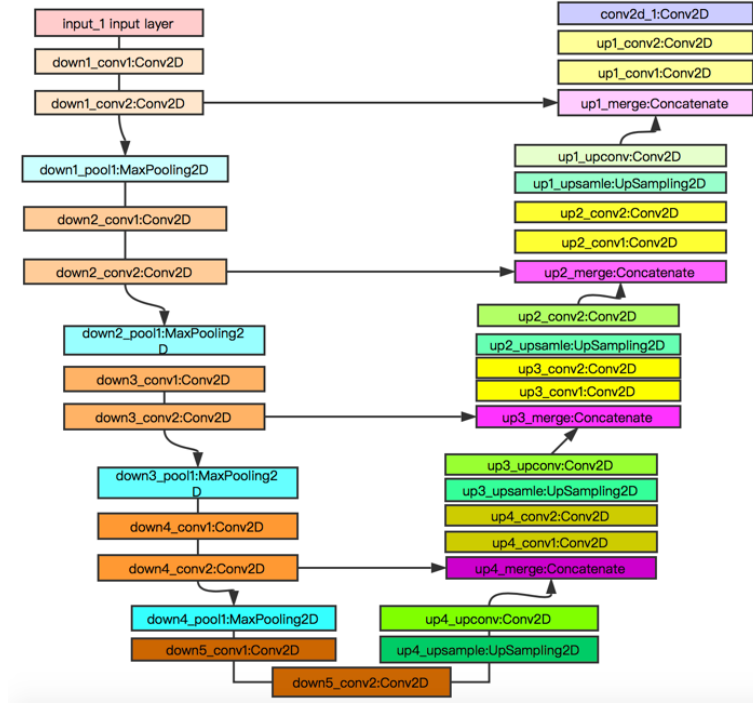 input_1 input layer
down1_conv1:Conv2D
down1_conv2:Conv2D
down1_pool1:MaxPooling2D
down2_conv1:Conv2D
down2_conv2:Conv2D
down2_pool1:MaxPooling2
D
down3_conv1:Conv2D
down3_conv2:Conv2D
down3_pool1:MaxPooling2
D
down4_conv1:Conv2D
down4_conv2:Conv2D
down4_pool1:MaxPooling2D
down5_conv1:Conv2D
down5_conv2:Conv2D
conv2d_1:Conv2D
up1_conv2:Conv2D
up1_conv1:Conv2D
up1_merge:Concatenate
up1_upconv:Conv2D
up1_upsamle:UpSampling2D
up2_conv2:Conv2D
up2_conv1:Conv2D
up2_merge:Concatenate
up2_conv2:Conv2D
up2_upsamle:UpSampling2D
up3_conv2:Conv2D
up3_conv1:Conv2D
up3_merge:Concatenate
up3_upconv:Conv2D
up3_upsamle:UpSampling2D
up4_conv2:Conv2D
up4_conv1:Conv2D
up4_merge:Concatenate
up4_upconv:Conv2D
up4_upsample:UpSampling2D